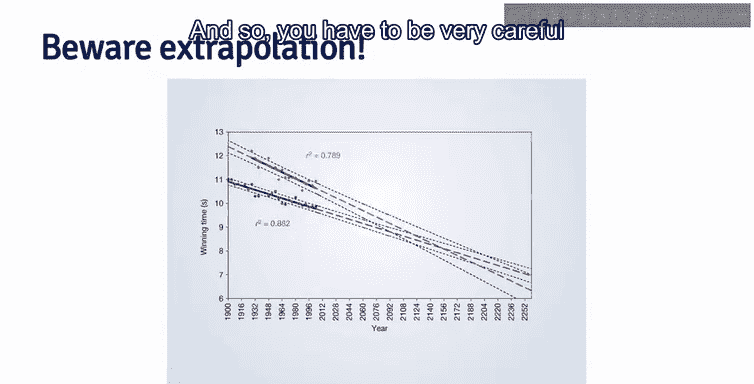 And so, you have to be very careful
Beware extrapolation!
13
12
11
10
9
8
7
6
r² = 0.789
r² = 0.882
Winning time (s)
1900 1916 1932 1948 1964 1980 1996 2012 2028 2044 2060 2076 2092 2108 2124 2140 2156 2172 2188 2204 2220 2236 2252
Year